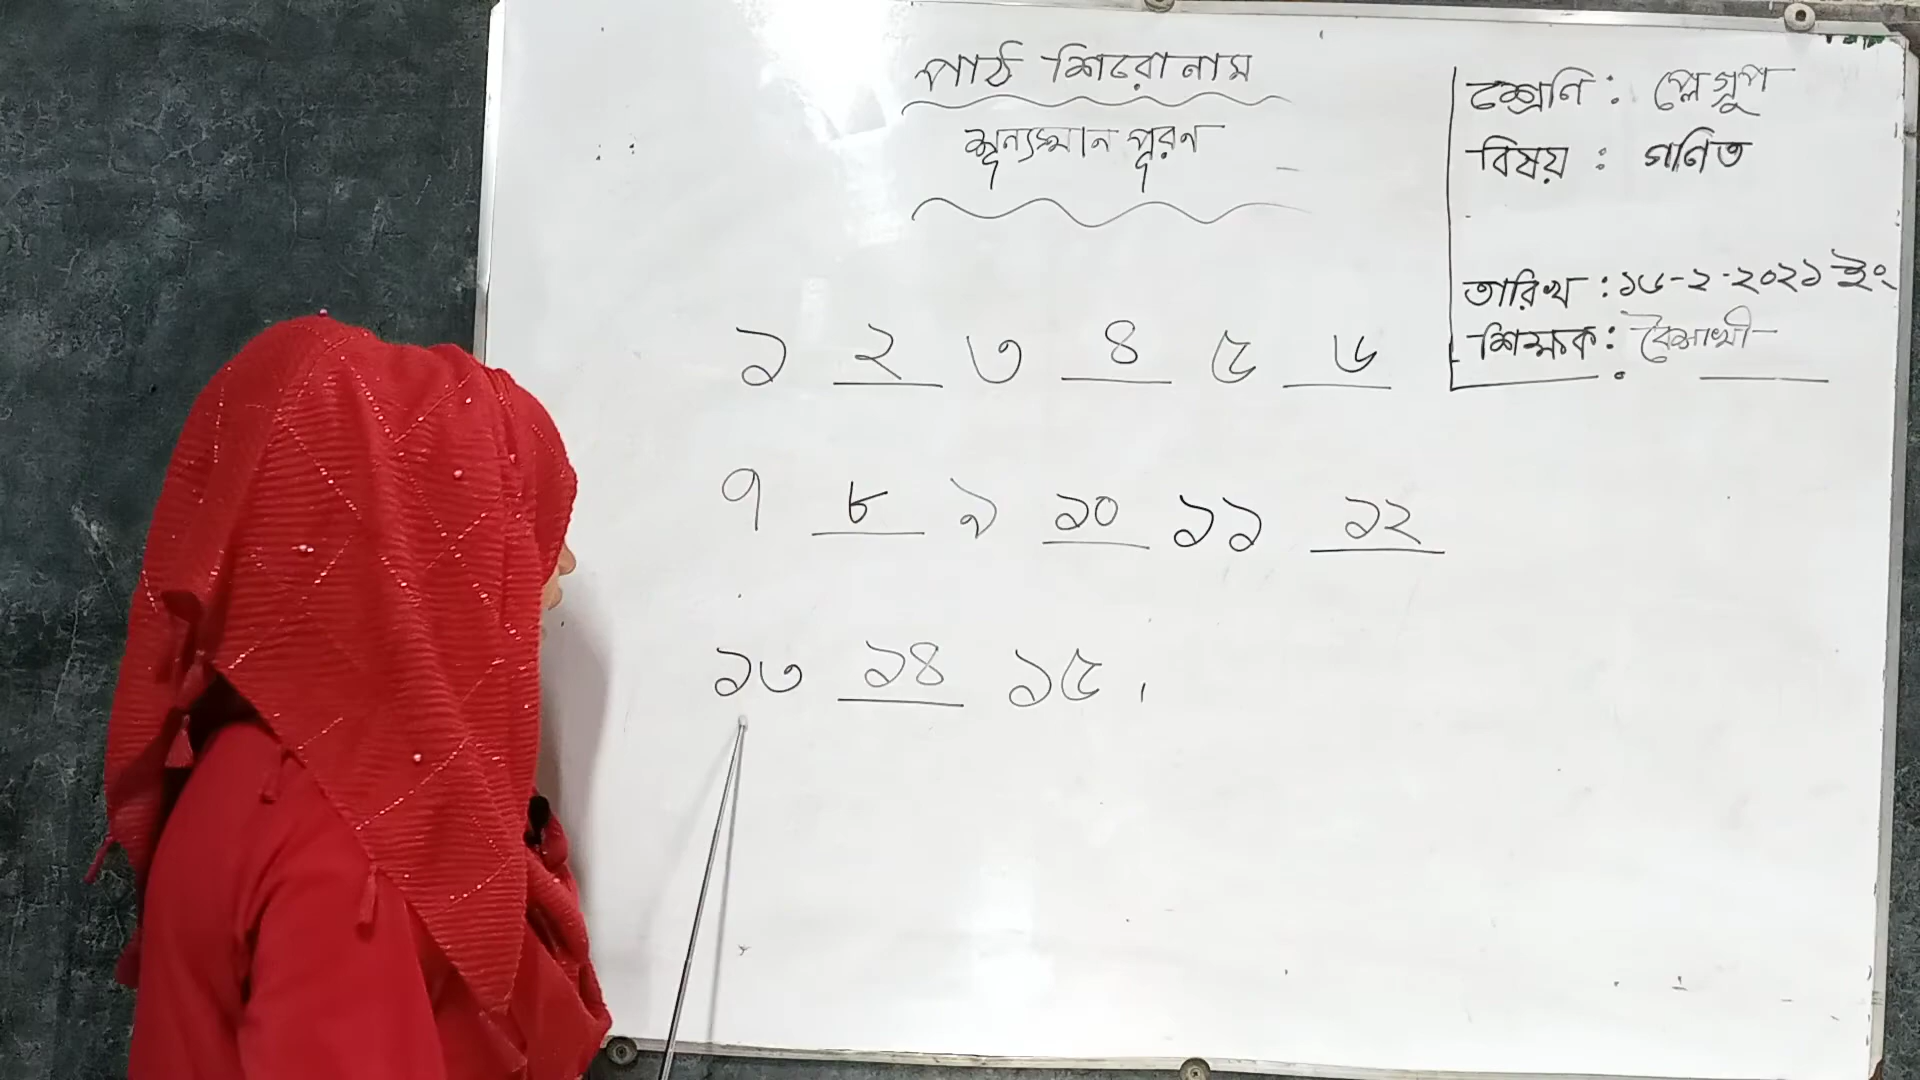 পাঠ শিরোনাম
শূন্যস্থান পূরণ
শ্রেণি : প্লে গ্রুপ
বিষয় : গণিত
তারিখ : ১৬-২-২০২১ ইং
শিক্ষক : বৈশাখী
১ ২ ৩ ৪ ৫ ৬
৭ ৮ ৯ ১০ ১১ ১২
১৩ ১৪ ১৫ ,